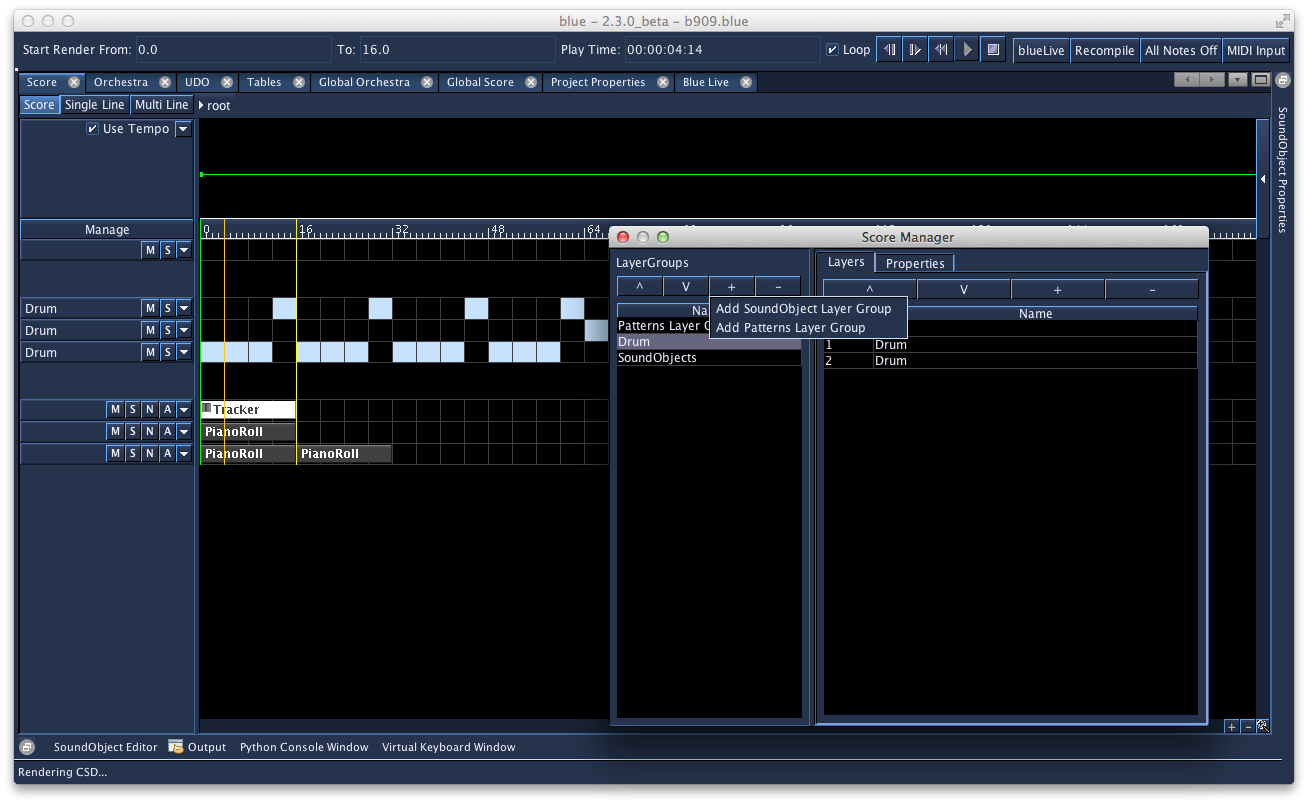 blue – 2.3.0_beta – b909.blue
Start Render From: 0.0 To: 16.0 Play Time: 00:00:04:14 Loop blueLive Recompile All Notes Off MIDI Input
Score Orchestra UDO Tables Global Orchestra Global Score Project Properties Blue Live
Score Single Line Multi Line root
SoundObject Properties
Use Tempo
Manage 0 16 32 48 64
M S
Drum M S
Drum M S
Drum M S
M S N A Tracker
M S N A PianoRoll
M S N A PianoRoll PianoRoll
Score Manager
LayerGroups Layers Properties
^ V + –
^ V + –
Add SoundObject Layer Group
Add Patterns Layer Group
Name
Patterns Layer
Drum
SoundObjects
1 Drum
2 Drum
+ –
SoundObject Editor Output Python Console Window Virtual Keyboard Window
Rendering CSD...